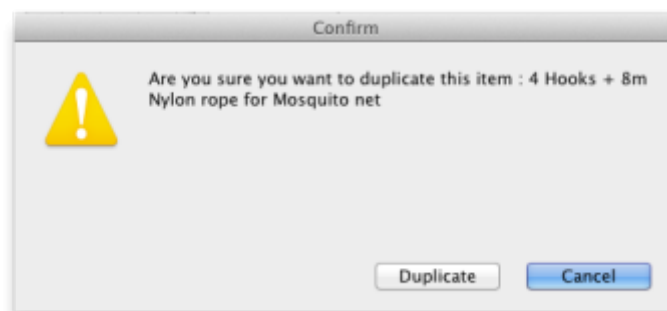 Confirm
Are you sure you want to duplicate this item : 4 Hooks + 8m
Nylon rope for Mosquito net
Duplicate
Cancel